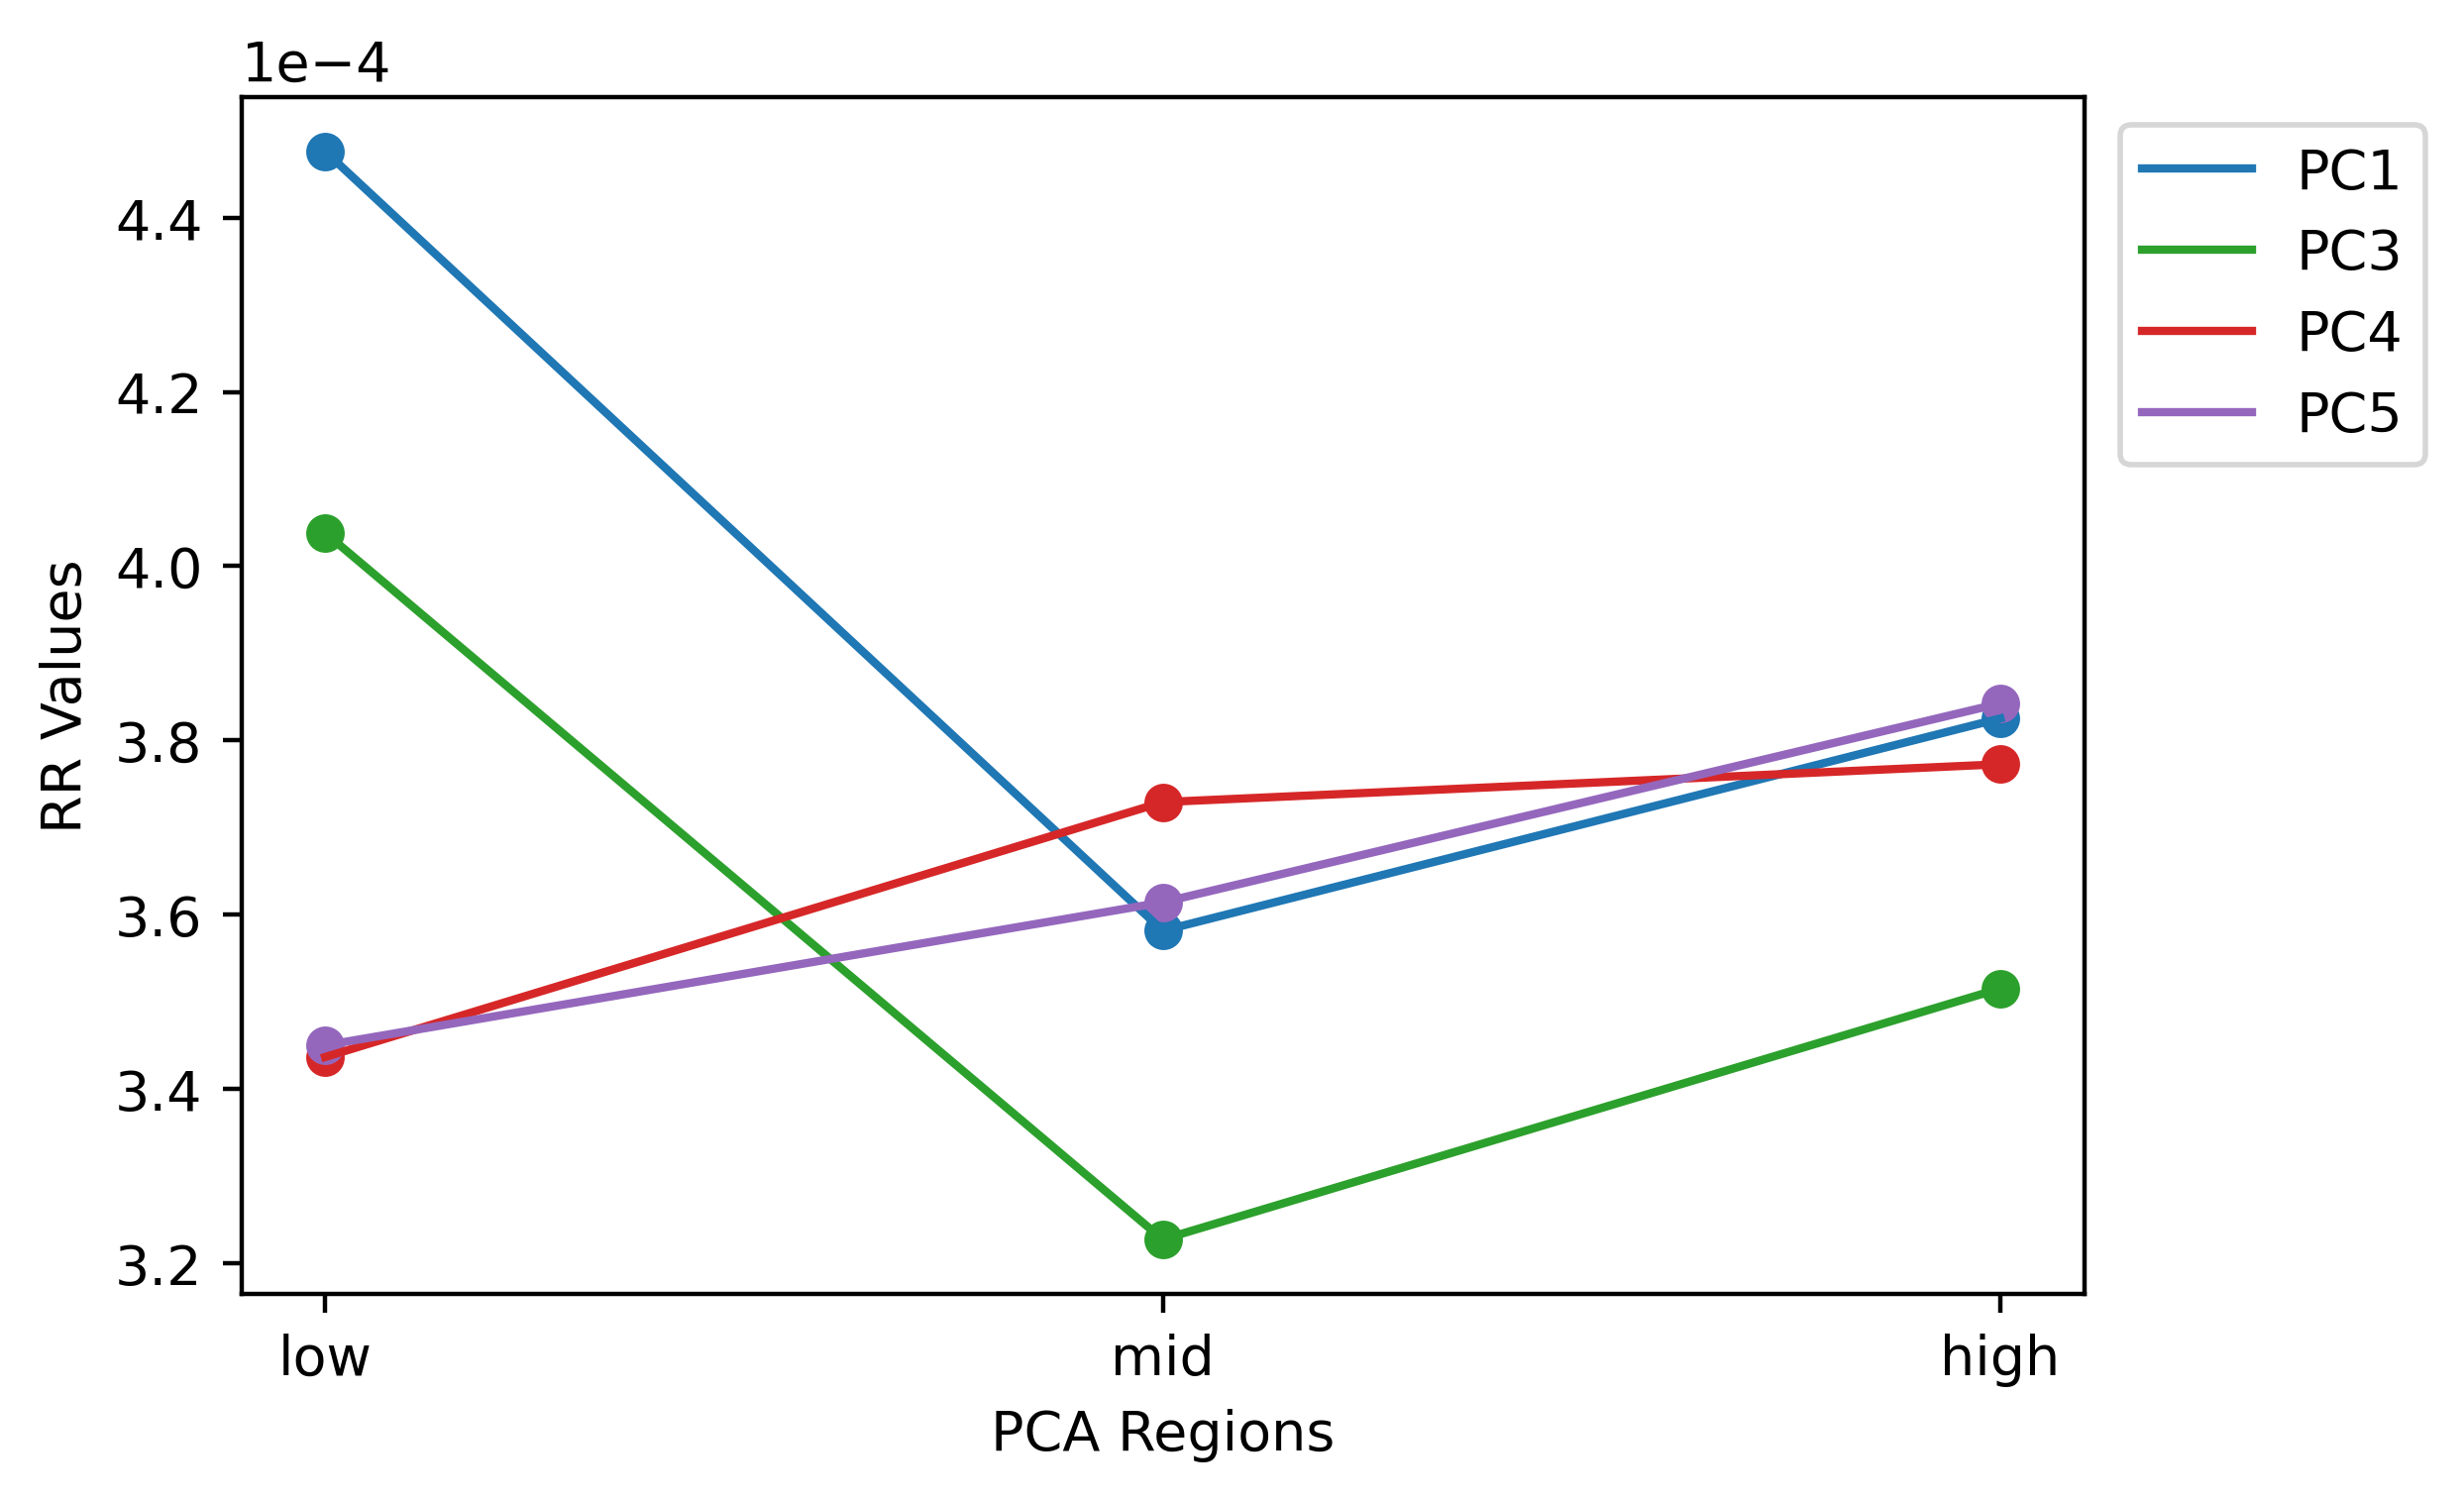 1e−4
4.4
4.2
4.0
3.8
3.6
3.4
3.2
RR Values
low
mid
high
PCA Regions
PC1
PC3
PC4
PC5